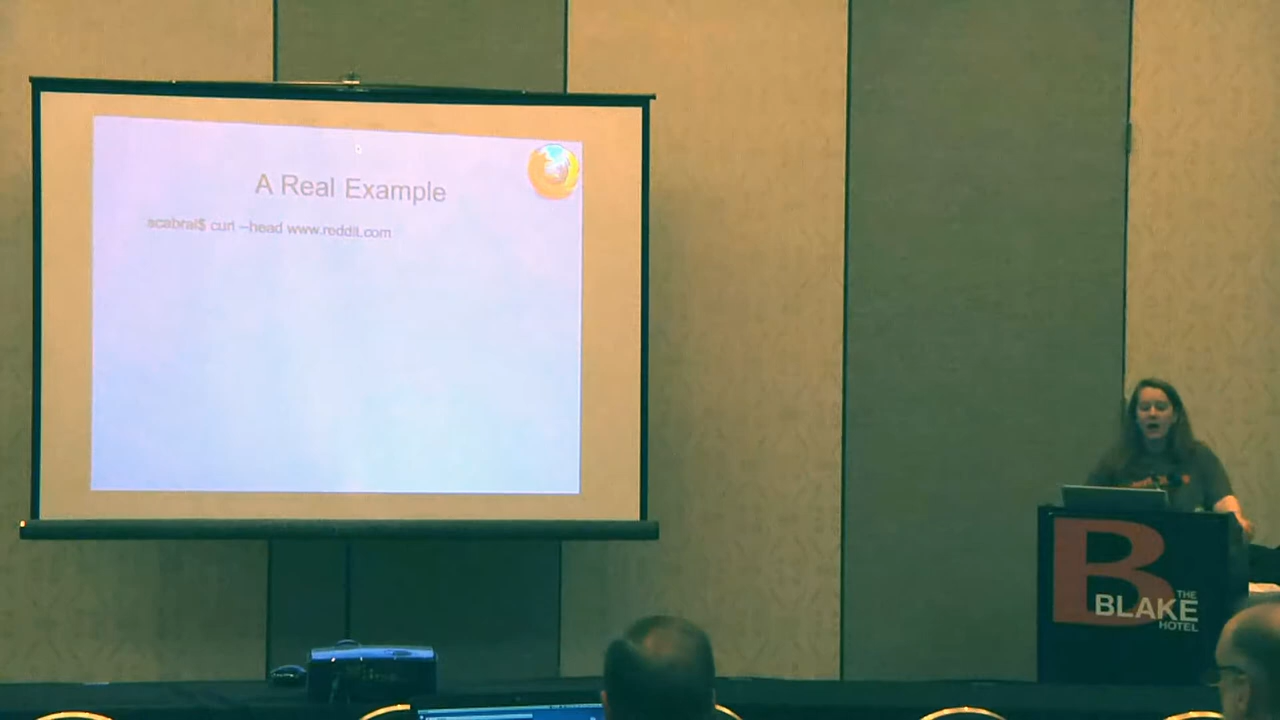 A Real Example
scabral$ curl –head www.reddit.com
B
THE
BLAKE
HOTEL